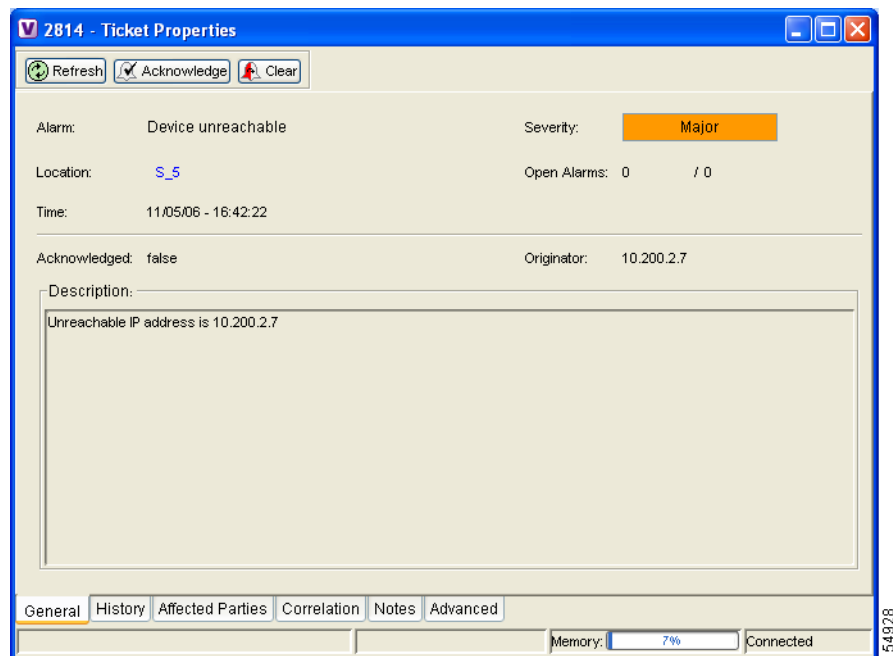 2814 - Ticket Properties
Refresh Acknowledge Clear
Alarm: Device unreachable Severity: Major
Location: S_5 Open Alarms: 0 / 0
Time: 11/05/06 - 16:42:22
Acknowledged: false Originator: 10.200.2.7
Description:
Unreachable IP address is 10.200.2.7
General History Affected Parties Correlation Notes Advanced
Memory: 7% Connected
54928